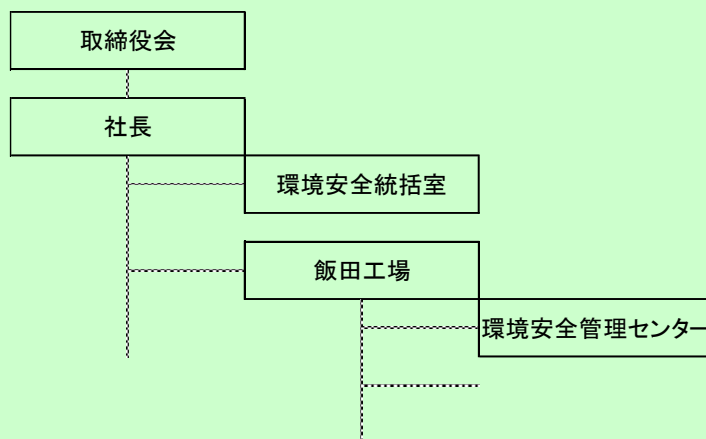 取締役会
社長
環境安全統括室
飯田工場
環境安全管理センター